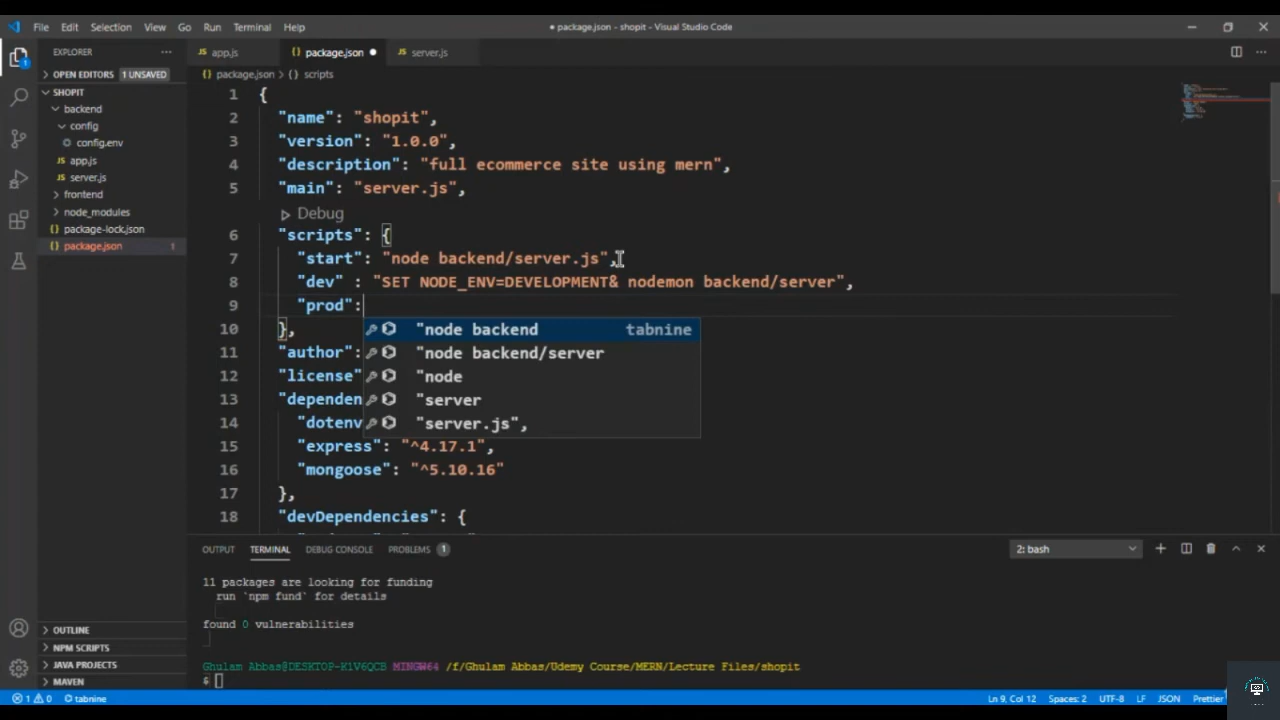 File Edit Selection View Go Run Terminal Help
● package.json - shopit - Visual Studio Code
EXPLORER
OPEN EDITORS 1 UNSAVED
SHOPIT
backend
config
config.env
app.js
server.js
frontend
node_modules
package-lock.json
package.json 1
OUTLINE
NPM SCRIPTS
JAVA PROJECTS
MAVEN
app.js package.json ● server.js
package.json > {} scripts
1 {
2 "name": "shopit",
3 "version": "1.0.0",
4 "description": "full ecommerce site using mern",
5 "main": "server.js",
Debug
6 "scripts": {
7 "start": "node backend/server.js",
8 "dev" : "SET NODE_ENV=DEVELOPMENT& nodemon backend/server",
9 "prod":
10 },
11 "author":
12 "license"
13 "dependen
14 "dotenv
15 "express": "^4.17.1",
16 "mongoose": "^5.10.16"
17 },
18 "devDependencies": {
"node backend tabnine
"node backend/server
"node
"server
"server.js",
OUTPUT TERMINAL DEBUG CONSOLE PROBLEMS 1
2: bash
11 packages are looking for funding
run `npm fund` for details
found 0 vulnerabilities
Ghulam Abbas@DESKTOP-K1V6QCB MINGW64 /f/Ghulam Abbas/Udemy Course/MERN/Lecture Files/shopit
$
1 0 tabnine
Ln 9, Col 12 Spaces: 2 UTF-8 LF JSON Prettier